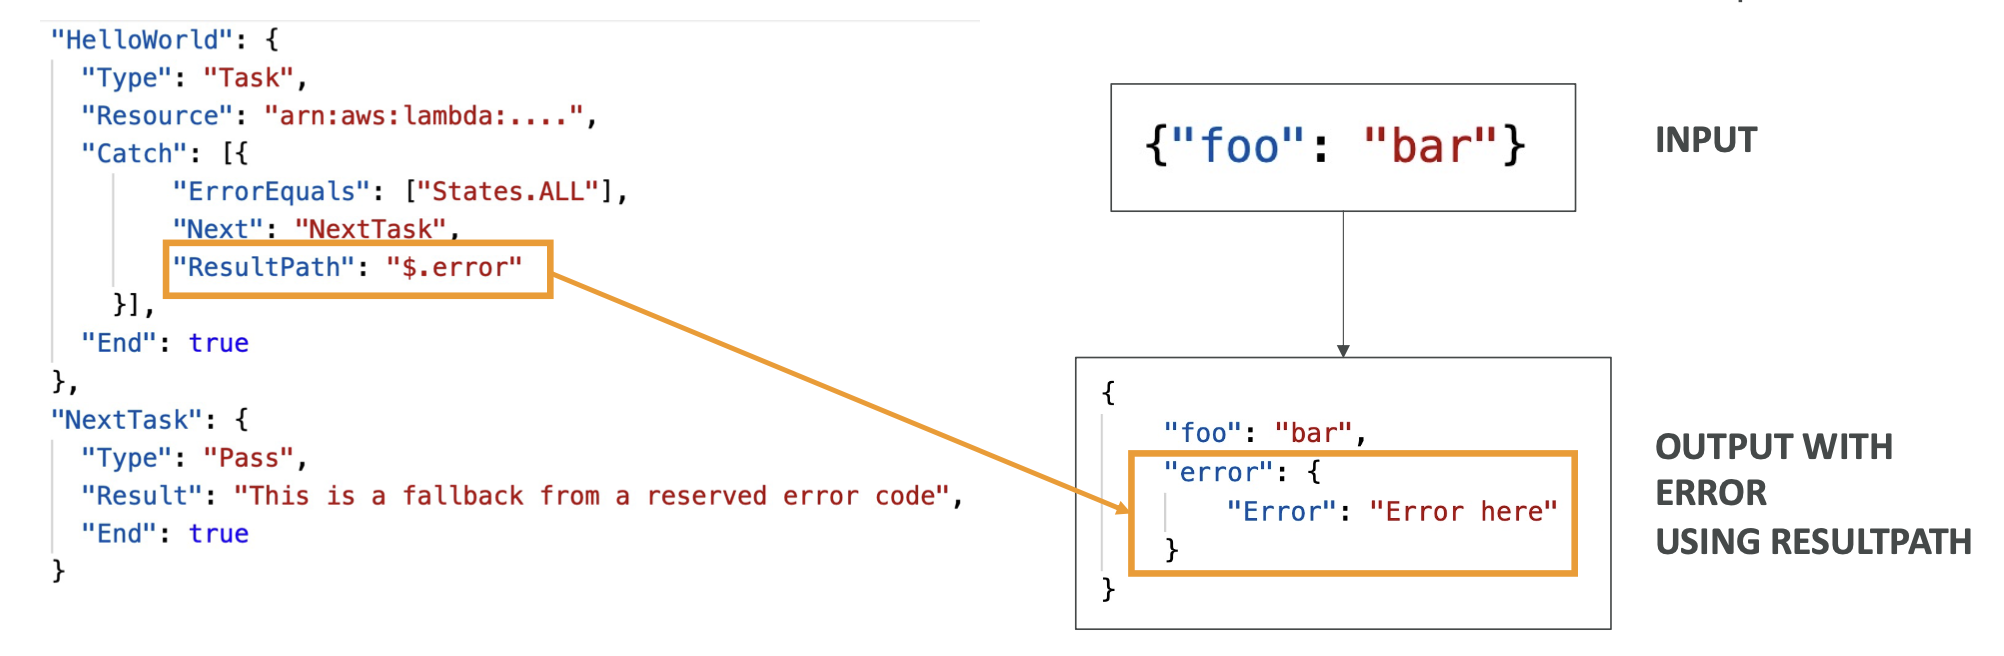 "HelloWorld": {
"Type": "Task",
"Resource": "arn:aws:lambda:....",
"Catch": [{
"ErrorEquals": ["States.ALL"],
"Next": "NextTask",
"ResultPath": "$.error"
}],
"End": true
},
"NextTask": {
"Type": "Pass",
"Result": "This is a fallback from a reserved error code",
"End": true
}
{"foo": "bar"}
INPUT
{
"foo": "bar",
"error": {
"Error": "Error here"
}
}
OUTPUT WITH
ERROR
USING RESULTPATH